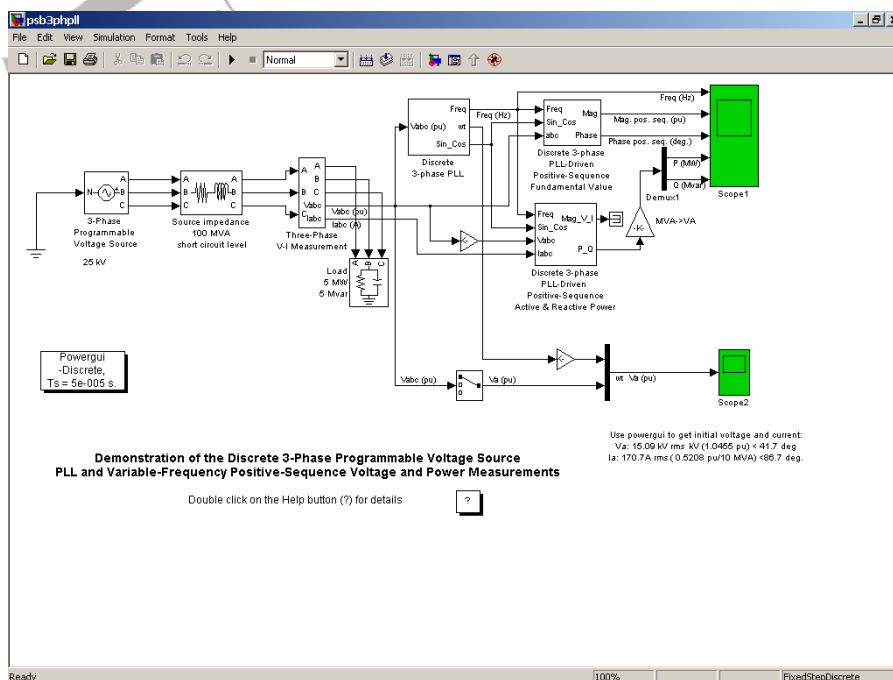 psb3phpll
File Edit View Simulation Format Tools Help
Normal
Freq
Vabc (pu) wt
Sin_Cos
Discrete
3-phase PLL
Freq (Hz)
Freq
Mag
Sin_Cos
abc Phase
Discrete 3-phase
PLL-Driven
Positive-Sequence
Fundamental Value
Freq (Hz)
Mag. pos. seq. (pu)
Phase pos. seq. (deg.)
P (MW)
Q (Mvar)
Demux1
Scope1
N A
B
C
3-Phase
Programmable
Voltage Source
25 kV
A A
B B
C C
Source impedance
100 MVA
short circuit level
A A
B
B C
Vabc
C Iabc
Three-Phase
V-I Measurement
Vabc (pu)
Iabc (A)
A B C
Load
5 MW
5 Mvar
Freq Mag_V_I
Sin_Cos
Vabc
P_Q
Iabc
Discrete 3-phase
PLL-Driven
Positive-Sequence
Active & Reactive Power
-K-
MVA->VA
Powergui
-Discrete,
Ts = 5e-005 s.
Vabc (pu)
Va (pu)
wt Va (pu)
Scope2
Use powergui to get initial voltage and current:
Va: 15.09 kV rms kV (1.0455 pu) < 41.7 deg
Ia: 170.7A rms ( 0.5208 pu/10 MVA) <86.7 deg.
Demonstration of the Discrete 3-Phase Programmable Voltage Source
PLL and Variable-Frequency Positive-Sequence Voltage and Power Measurements
Double click on the Help button (?) for details
?
Ready 100% FixedStepDiscrete